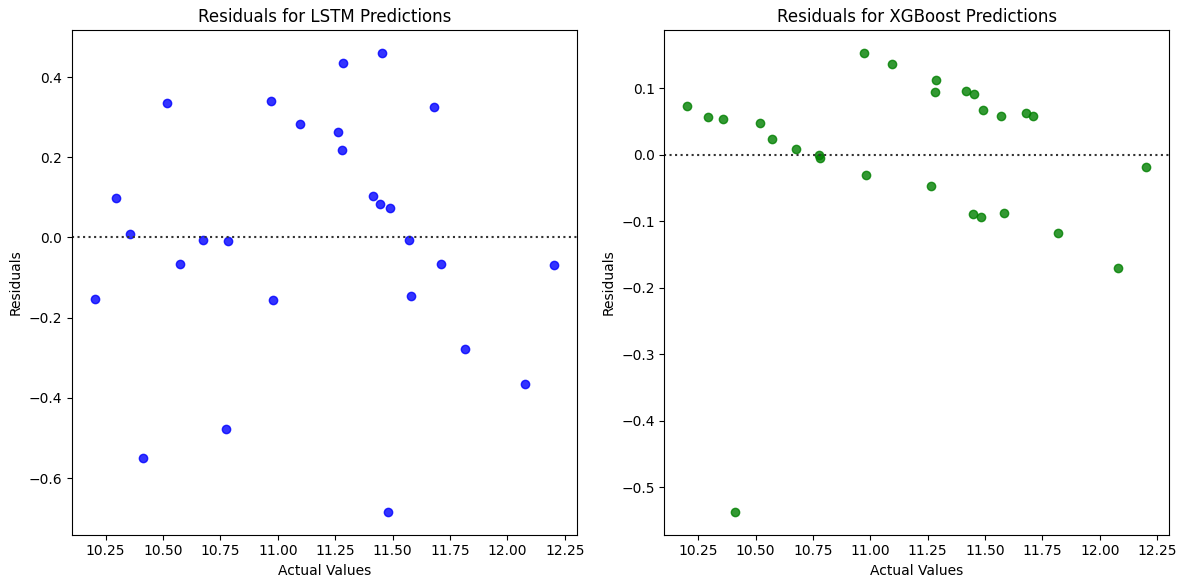 Residuals for LSTM Predictions
0.4
0.2
0.0
−0.2
−0.4
−0.6
Residuals
10.25 10.50 10.75 11.00 11.25 11.50 11.75 12.00 12.25
Actual Values
Residuals for XGBoost Predictions
0.1
0.0
−0.1
−0.2
−0.3
−0.4
−0.5
Residuals
10.25 10.50 10.75 11.00 11.25 11.50 11.75 12.00 12.25
Actual Values